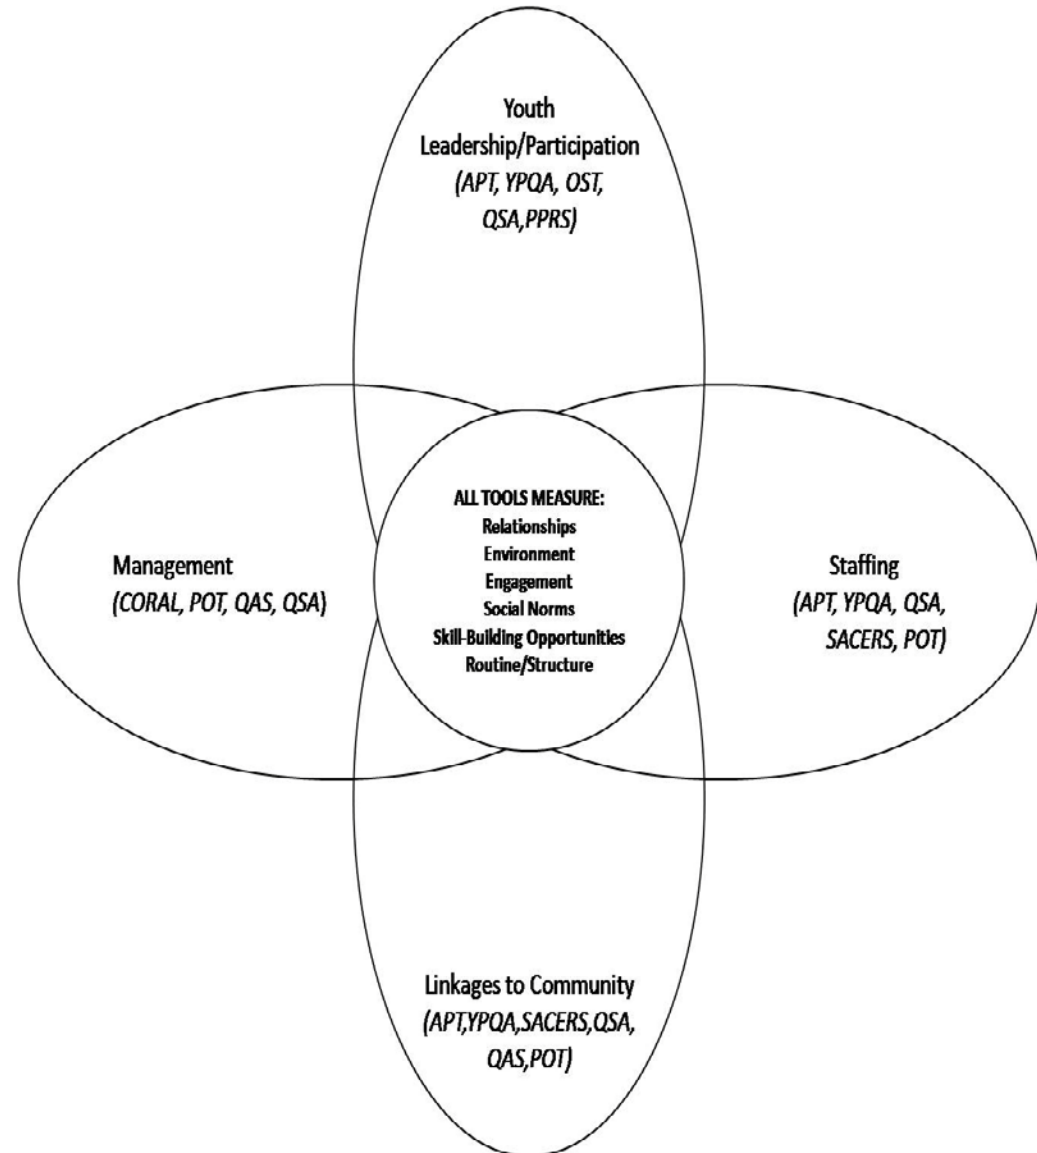 Youth
Leadership/Participation
(APT, YPQA, OST,
QSA,PPRS)
ALL TOOLS MEASURE:
Relationships
Environment
Engagement
Social Norms
Skill-Building Opportunities
Routine/Structure
Management
(CORAL, POT, QAS, QSA)
Staffing
(APT, YPQA, QSA,
SACERS, POT)
Linkages to Community
(APT,YPQA,SACERS,QSA,
QAS,POT)